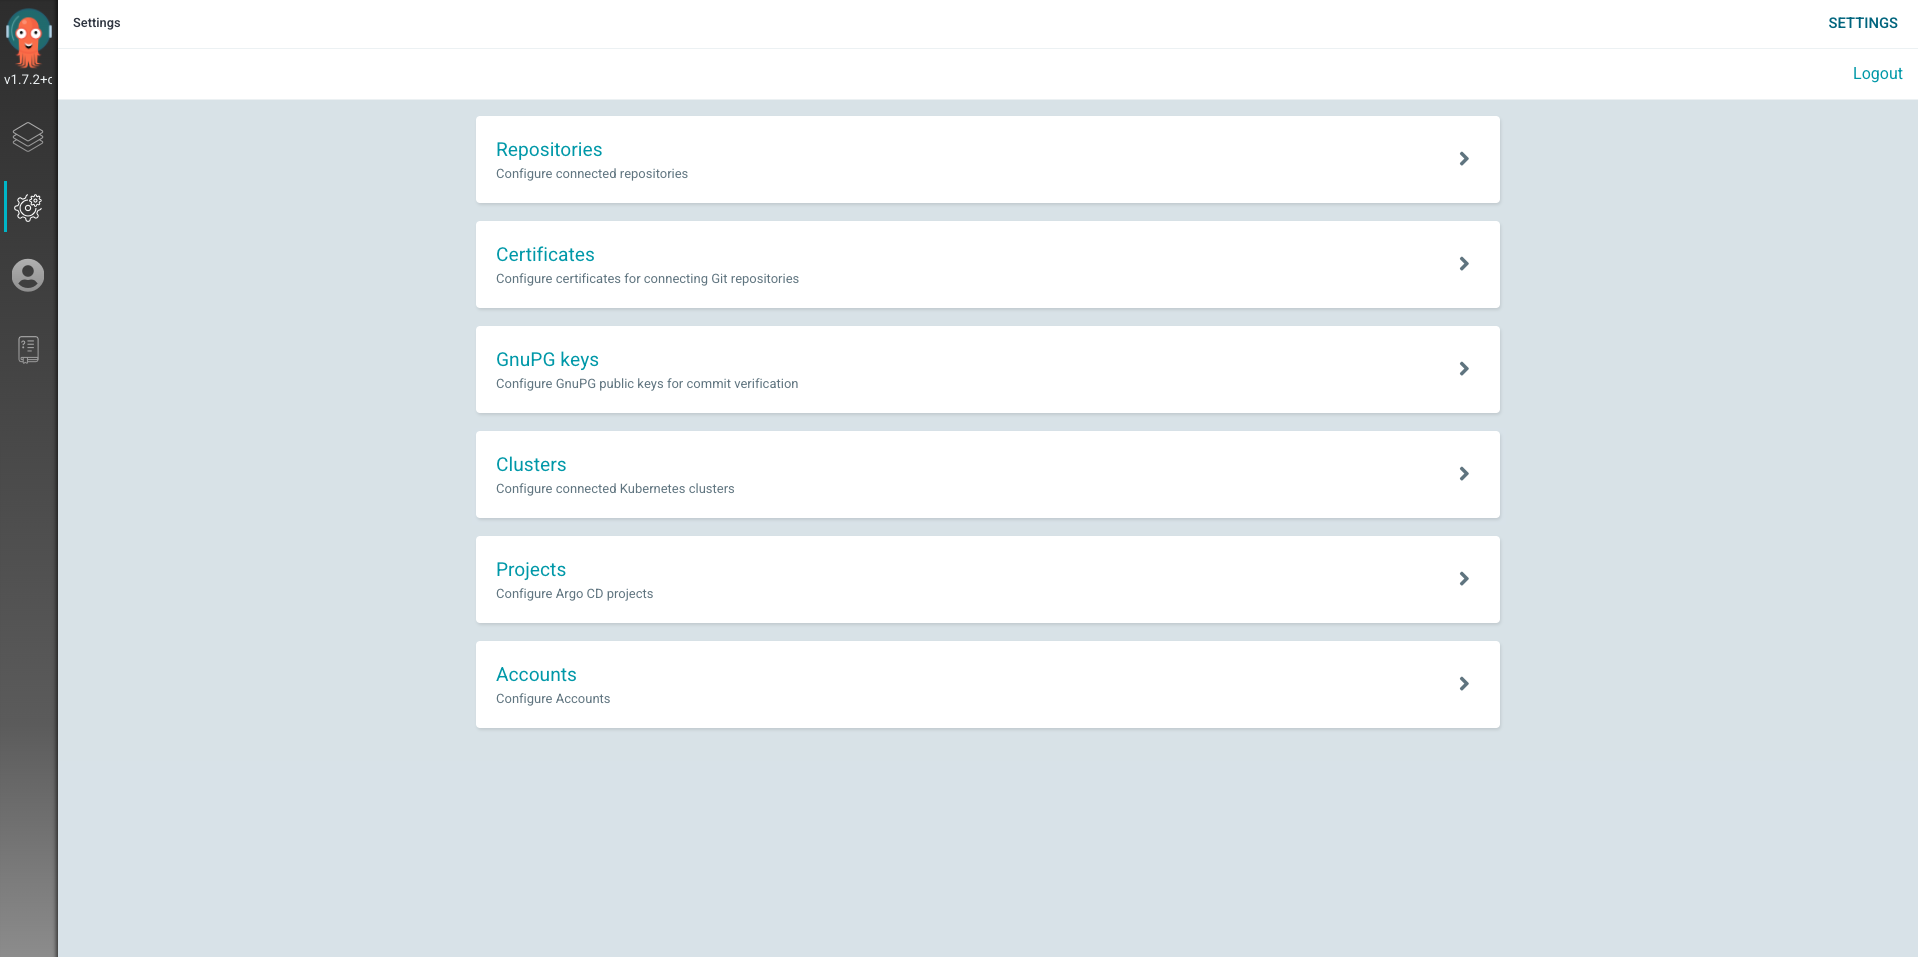 Settings
SETTINGS
v1.7.2+c
Logout
Repositories
Configure connected repositories
Certificates
Configure certificates for connecting Git repositories
GnuPG keys
Configure GnuPG public keys for commit verification
Clusters
Configure connected Kubernetes clusters
Projects
Configure Argo CD projects
Accounts
Configure Accounts